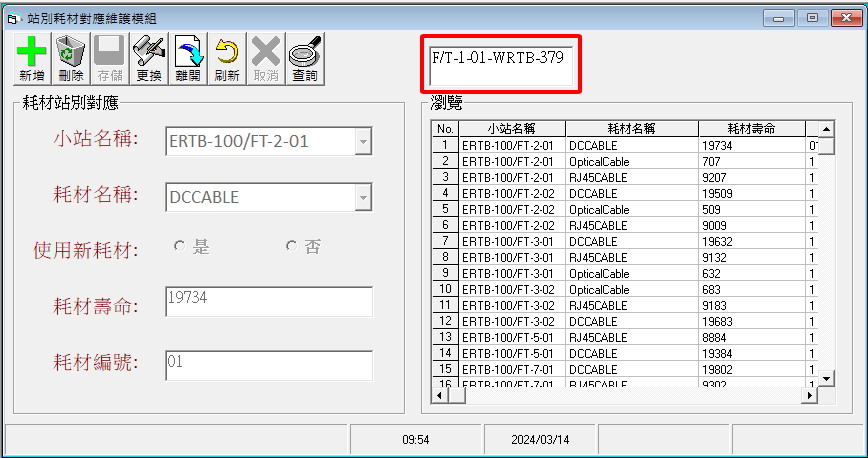 站別耗材對應維護模組
新增 刪除 存儲 更換 離開 刷新 取消 查詢
F/T-1-01-WRTB-379
耗材站別對應
小站名稱: ERTB-100/FT-2-01
耗材名稱: DCCABLE
使用新耗材: 是 否
耗材壽命: 19734
耗材編號: 01
瀏覽
No. 小站名稱 耗材名稱 耗材壽命
1 ERTB-100/FT-2-01 DCCABLE 19734 01
2 ERTB-100/FT-2-01 OpticalCable 707 1
3 ERTB-100/FT-2-01 RJ45CABLE 9207 1
4 ERTB-100/FT-2-02 DCCABLE 19509 1
5 ERTB-100/FT-2-02 OpticalCable 509 1
6 ERTB-100/FT-2-02 RJ45CABLE 9009 1
7 ERTB-100/FT-3-01 DCCABLE 19632 1
8 ERTB-100/FT-3-01 RJ45CABLE 9132 1
9 ERTB-100/FT-3-01 OpticalCable 632 1
10 ERTB-100/FT-3-02 OpticalCable 683 1
11 ERTB-100/FT-3-02 RJ45CABLE 9183 1
12 ERTB-100/FT-3-02 DCCABLE 19683 1
13 ERTB-100/FT-5-01 RJ45CABLE 8884 1
14 ERTB-100/FT-5-01 DCCABLE 19384 1
15 ERTB-100/FT-7-01 DCCABLE 19802 1
16 ERTB-100/FT-7-01 RJ45CABLE 9302 1
09:54 2024/03/14